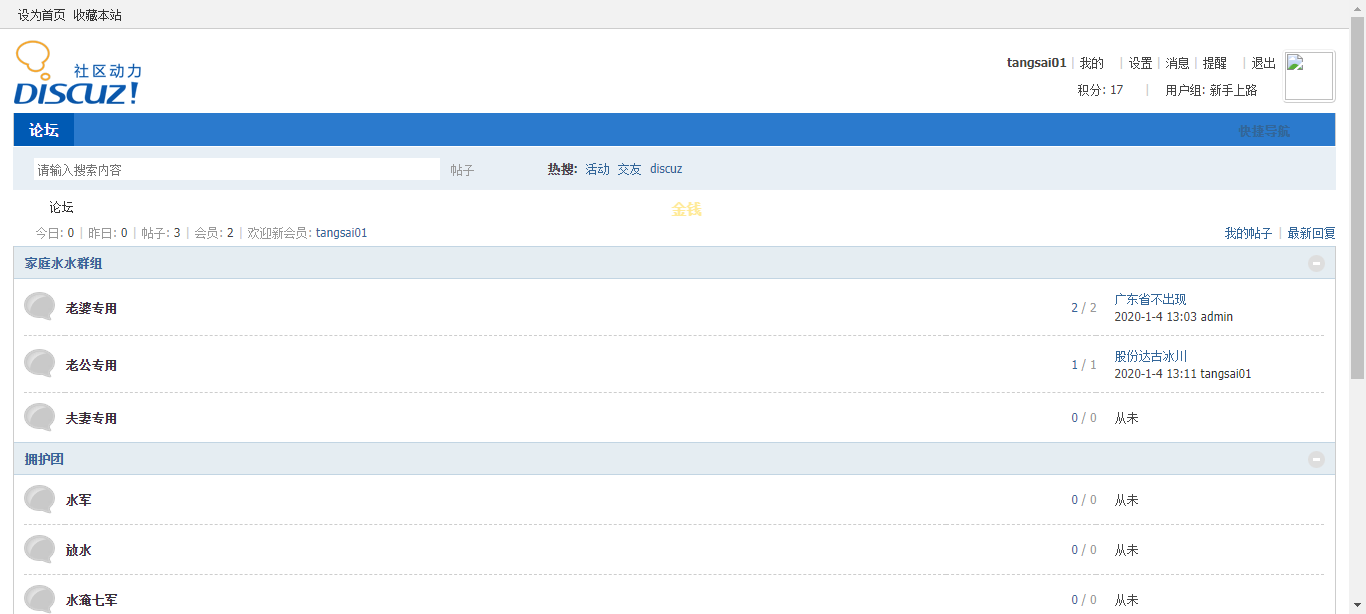 设为首页 收藏本站
社区动力
DISCUZ!
tangsai01 | 我的 | 设置 | 消息 | 提醒 | 退出
积分: 17 | 用户组: 新手上路
论坛 快捷导航
请输入搜索内容 帖子 热搜: 活动 交友 discuz
论坛 金钱
今日: 0 | 昨日: 0 | 帖子: 3 | 会员: 2 | 欢迎新会员: tangsai01 我的帖子 | 最新回复
家庭水水群组
老婆专用 2 / 2 广东省不出现
2020-1-4 13:03 admin
老公专用 1 / 1 股份达古冰川
2020-1-4 13:11 tangsai01
夫妻专用 0 / 0 从未
拥护团
水军 0 / 0 从未
放水 0 / 0 从未
水淹七军 0 / 0 从未